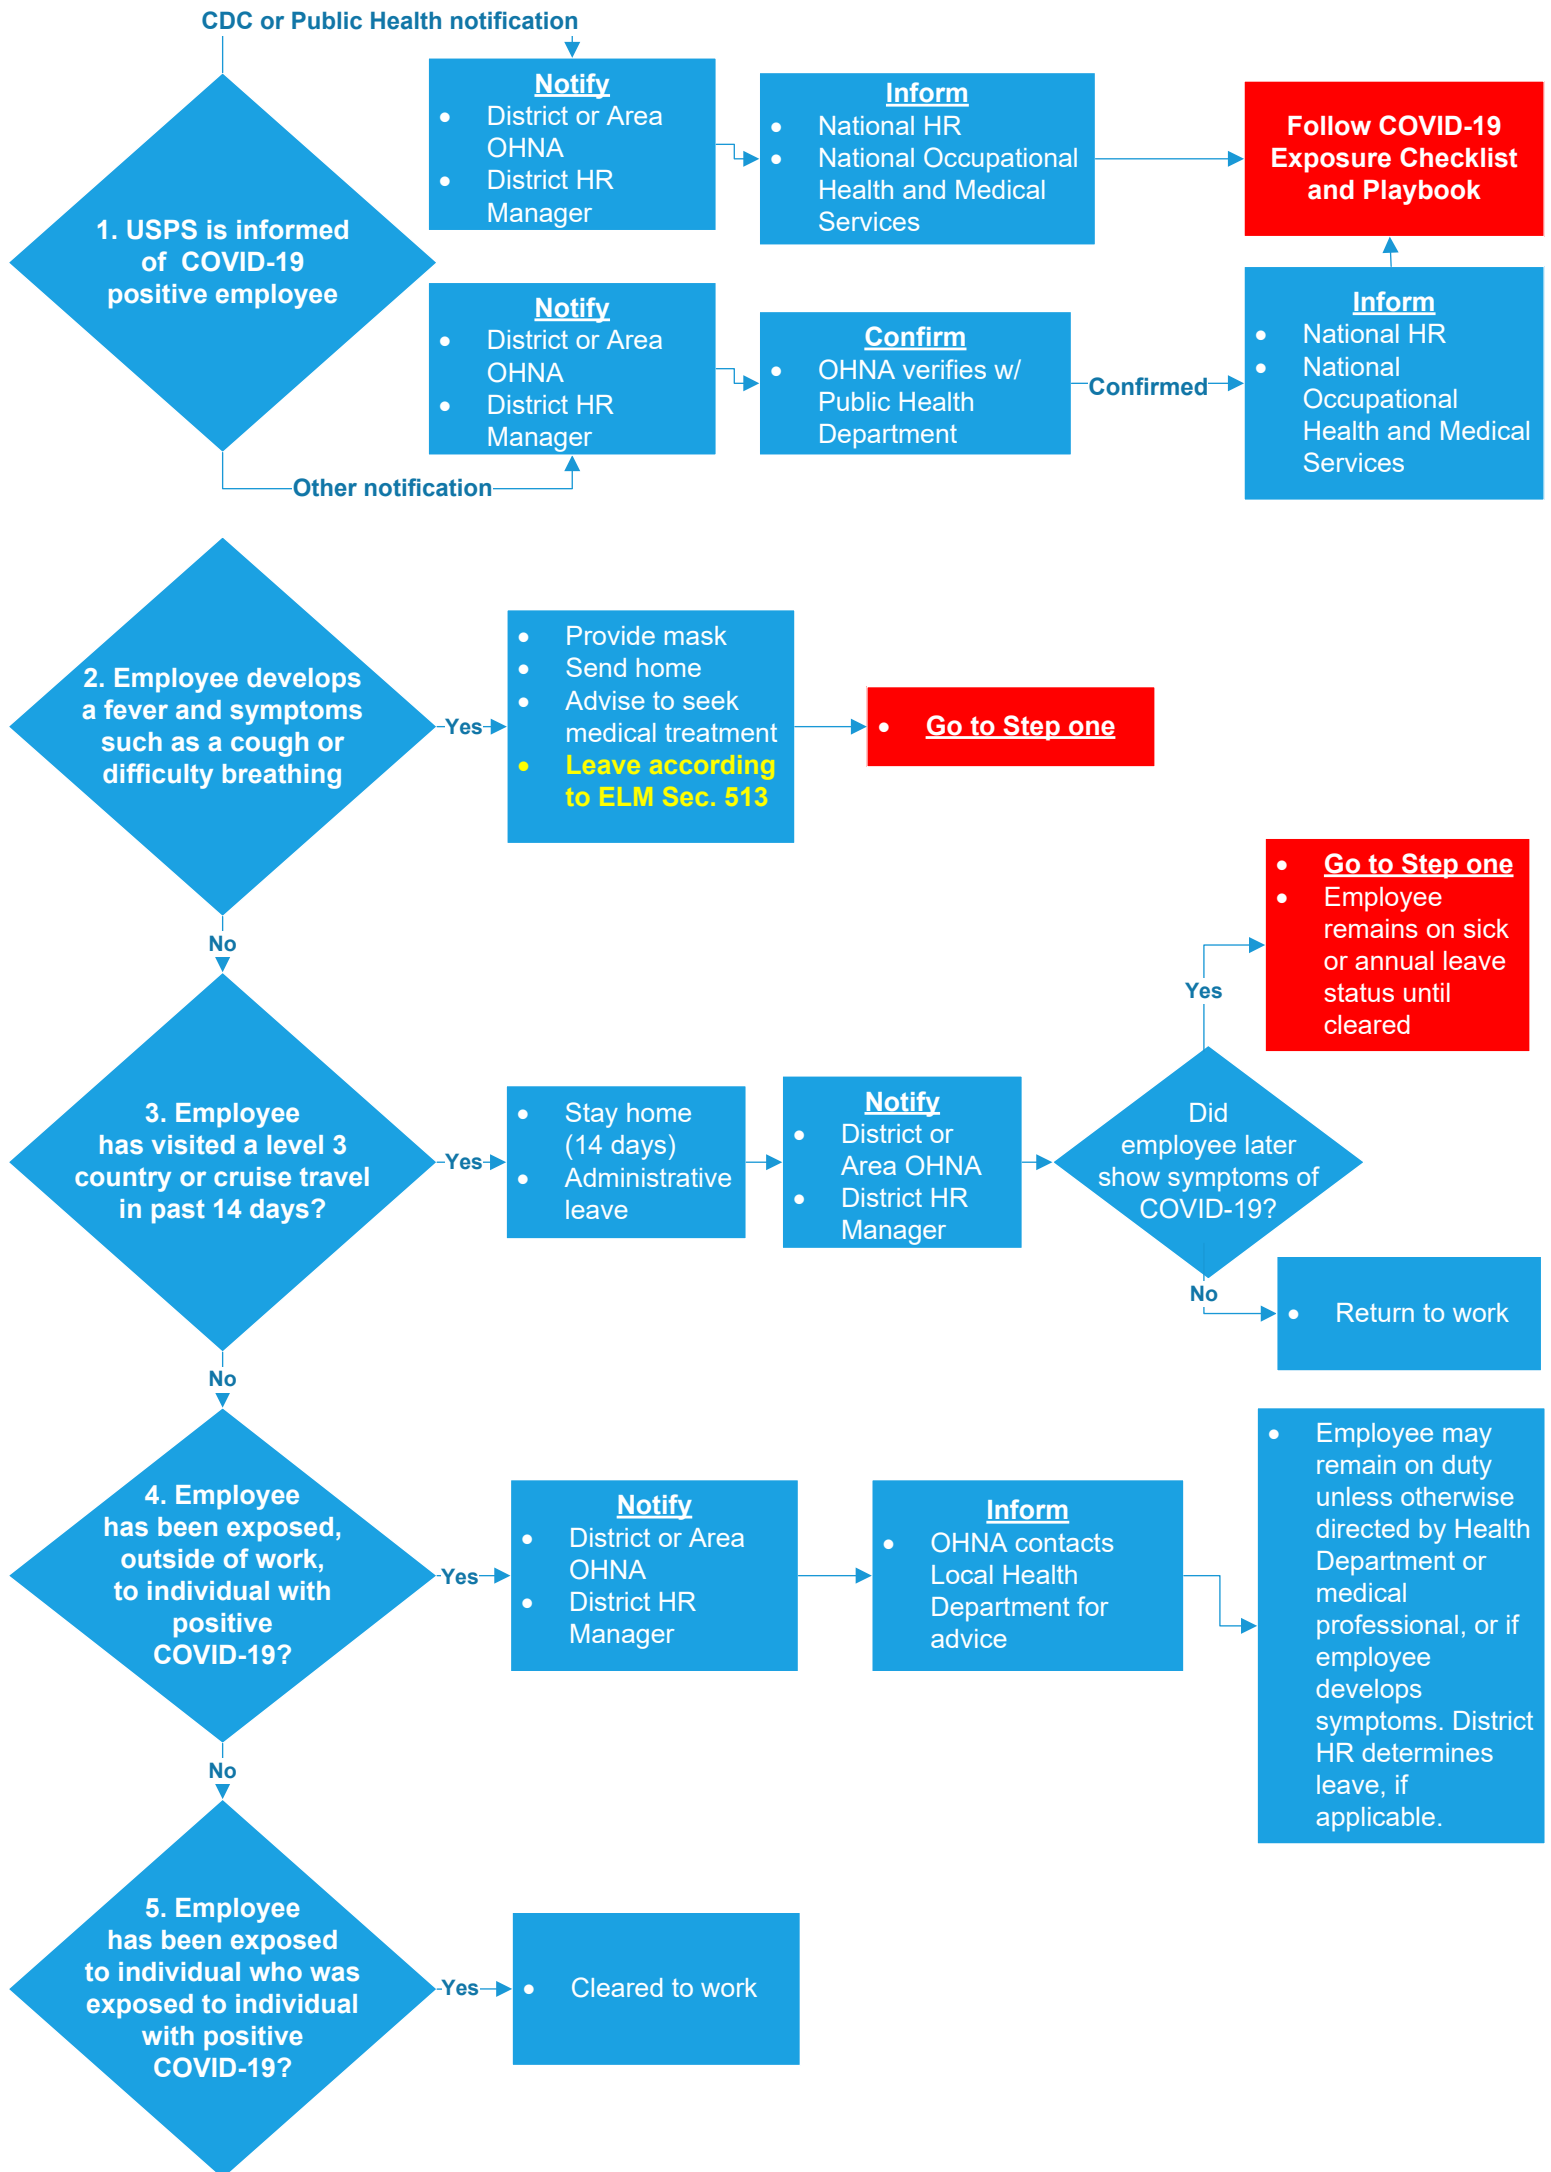 CDC or Public Health notification
1. USPS is informed
of  COVID-19
positive employee
Notify
● District or Area
OHNA
● District HR
Manager
Inform
● National HR
● National Occupational
Health and Medical
Services
Follow COVID-19
Exposure Checklist
and Playbook
Notify
● District or Area
OHNA
● District HR
Manager
Confirm
● OHNA verifies w/
Public Health
Department
Confirmed
Inform
● National HR
● National
Occupational
Health and Medical
Services
Other notification
2. Employee develops
a fever and symptoms
such as a cough or
difficulty breathing
Yes
● Provide mask
● Send home
● Advise to seek
medical treatment
● Leave according
to ELM Sec. 513
● Go to Step one
No
3. Employee
has visited a level 3
country or cruise travel
in past 14 days?
Yes
● Stay home
(14 days)
● Administrative
leave
Notify
● District or
Area OHNA
● District HR
Manager
Did
employee later
show symptoms of
COVID-19?
Yes
● Go to Step one
● Employee
remains on sick
or annual leave
status until
cleared
No
● Return to work
No
4. Employee
has been exposed,
outside of work,
to individual with
positive
COVID-19?
Yes
Notify
● District or Area
OHNA
● District HR
Manager
Inform
● OHNA contacts
Local Health
Department for
advice
● Employee may
remain on duty
unless otherwise
directed by Health
Department or
medical
professional, or if
employee
develops
symptoms. District
HR determines
leave, if
applicable.
No
5. Employee
has been exposed
to individual who was
exposed to individual
with positive
COVID-19?
Yes
● Cleared to work